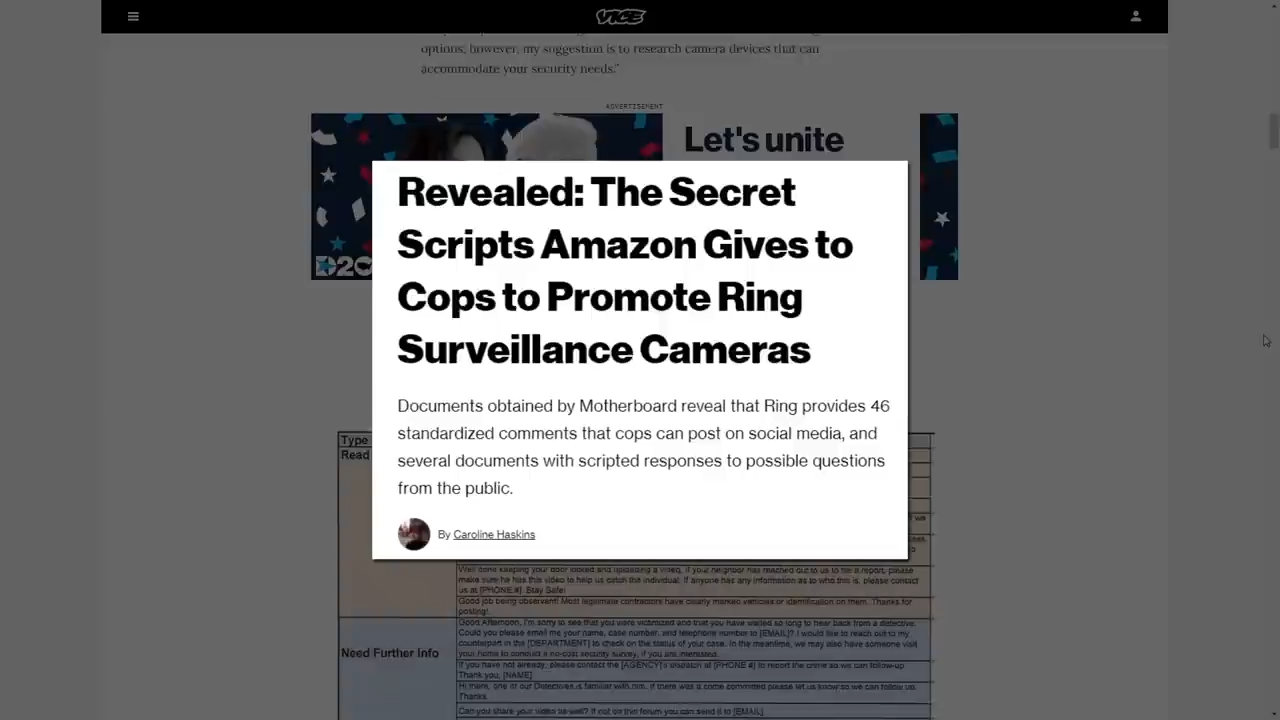 VICE
options, however, my suggestion is to research camera devices that can
accommodate your security needs."
ADVERTISEMENT
Let's unite
D2C
Revealed: The Secret
Scripts Amazon Gives to
Cops to Promote Ring
Surveillance Cameras
Documents obtained by Motherboard reveal that Ring provides 46
standardized comments that cops can post on social media, and
several documents with scripted responses to possible questions
from the public.
By Caroline Haskins
Type
Read
Well done keeping your door locked and uploading a video, if your neighbor has reached out to us to file a report, please
make sure he has this video to help us catch the individual. If anyone has any information as to who this is, please contact
us at [PHONE #]. Stay Safe!
Good job being observant! Most legitimate contractors have clearly marked vehicles or identification on them. Thanks for
posting!
Need Further Info
Good Afternoon, I'm sorry to see that you were victimized and that you have waited so long to hear back from a detective.
Could you please email me your name, case number, and telephone number to [EMAIL]? I would like to reach out to my
counterpart in the [DEPARTMENT] to check on the status of your case. In the meantime, we may also have someone visit
your home to conduct a no-cost security survey, if you are interested.
If you have not already, please contact the [AGENCY]'s dispatch at [PHONE #] to report the crime so we can follow-up
Thank you, [NAME]
Hi there, one of our Detectives is familiar with him. If there was a crime committed please let us know so we can follow up.
Thanks.
Can you share your video as well? If not on this forum you can send it to [EMAIL]